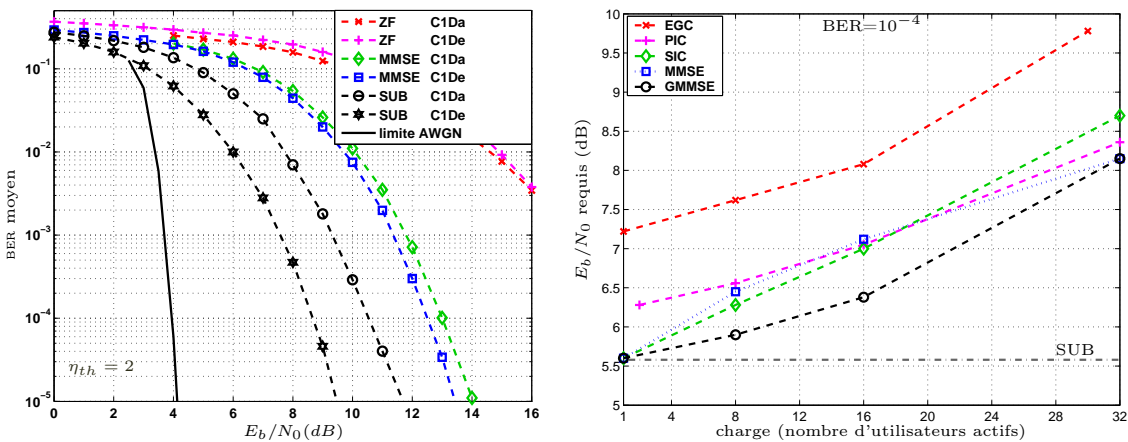 ZF C1Da
ZF C1De
MMSE C1Da
MMSE C1De
SUB C1Da
SUB C1De
limite AWGN
BER moyen
10^{-1}
10^{-2}
10^{-3}
10^{-4}
10^{-5}
η_{th} = 2
0 2 4 6 8 10 12 14 16
E_b/N_0(dB)
BER=10^{-4}
EGC
PIC
SIC
MMSE
GMMSE
E_b/N_0 requis (dB)
10
9.5
9
8.5
8
7.5
7
6.5
6
5.5
5
SUB
1 4 8 12 16 20 24 28 32
charge (nombre d'utilisateurs actifs)